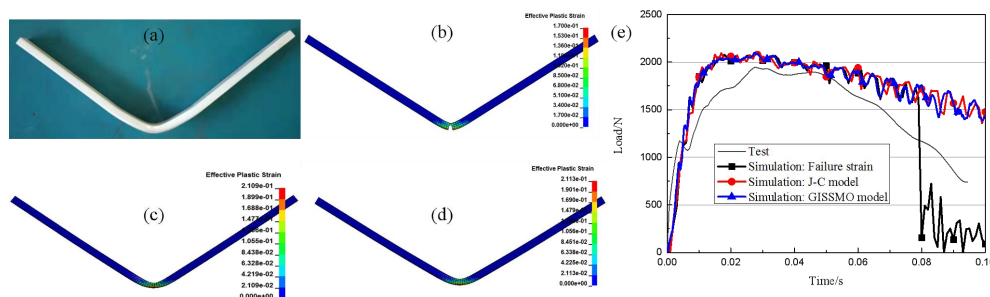 (a)
(b)
Effective Plastic Strain
1.700e-01
1.530e-01
1.360e-01
1.190e-01
1.020e-01
8.500e-02
6.800e-02
5.100e-02
3.400e-02
1.700e-02
0.000e+00
(c)
Effective Plastic Strain
2.109e-01
1.899e-01
1.688e-01
1.055e-01
8.438e-02
6.328e-02
4.219e-02
2.109e-02
0.000e+00
(d)
Effective Plastic Strain
2.113e-01
1.901e-01
1.690e-01
8.451e-02
6.338e-02
4.225e-02
2.113e-02
0.000e+00
(e)
2500
2000
1500
1000
500
0
Load/N
Test
Simulation: Failure strain
Simulation: J-C model
Simulation: GISSMO model
0.00
0.02
0.04
0.06
0.08
0.10
Time/s